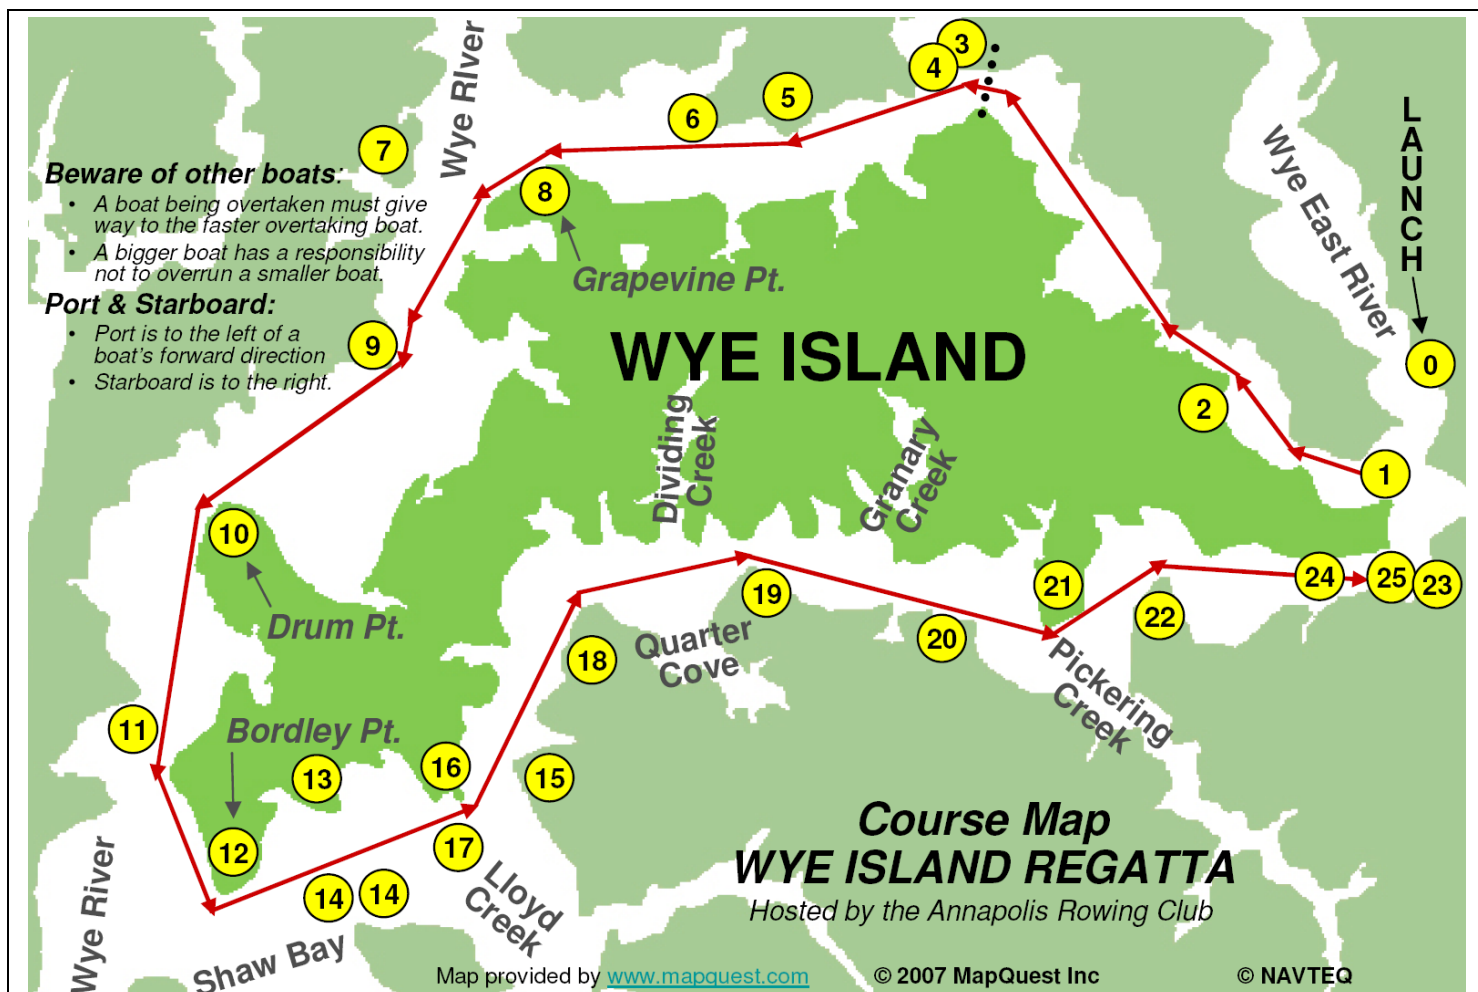 3
4
5
6
7
8
9
10
11
12
13
14
14
15
16
17
18
19
20
21
22
23
24
25
0
1
2
LAUNCH
Wye RIver
Wye East River
Beware of other boats:
• A boat being overtaken must give
way to the faster overtaking boat.
• A bigger boat has a responsibility
not to overrun a smaller boat.
Port & Starboard:
• Port is to the left of a
boat's forward direction
• Starboard is to the right.
Grapevine Pt.
WYE ISLAND
Dividing
Creek
Granary
Creek
Drum Pt.
Quarter
Cove
Pickering
Creek
Bordley Pt.
Lloyd
Creek
Wye River
Shaw Bay
Course Map
WYE ISLAND REGATTA
Hosted by the Annapolis Rowing Club
Map provided by www.mapquest.com © 2007 MapQuest Inc © NAVTEQ